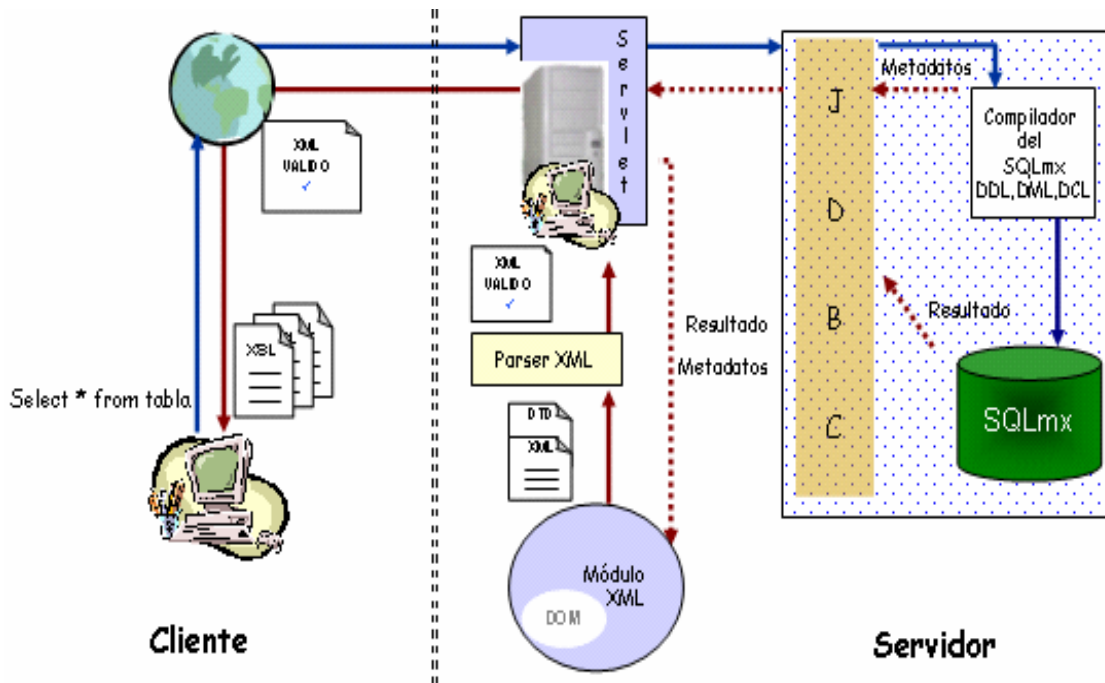 Select * from tabla
XML
VALIDO
XSL
Cliente
Servlet
XML
VALIDO
Parser XML
DTD
XML
Módulo
XML
DOM
Resultado
Metadatos
JDBC
Metadatos
Compilador
del
SQLmx
DDL,DML,DCL
Resultado
SQLmx
Servidor